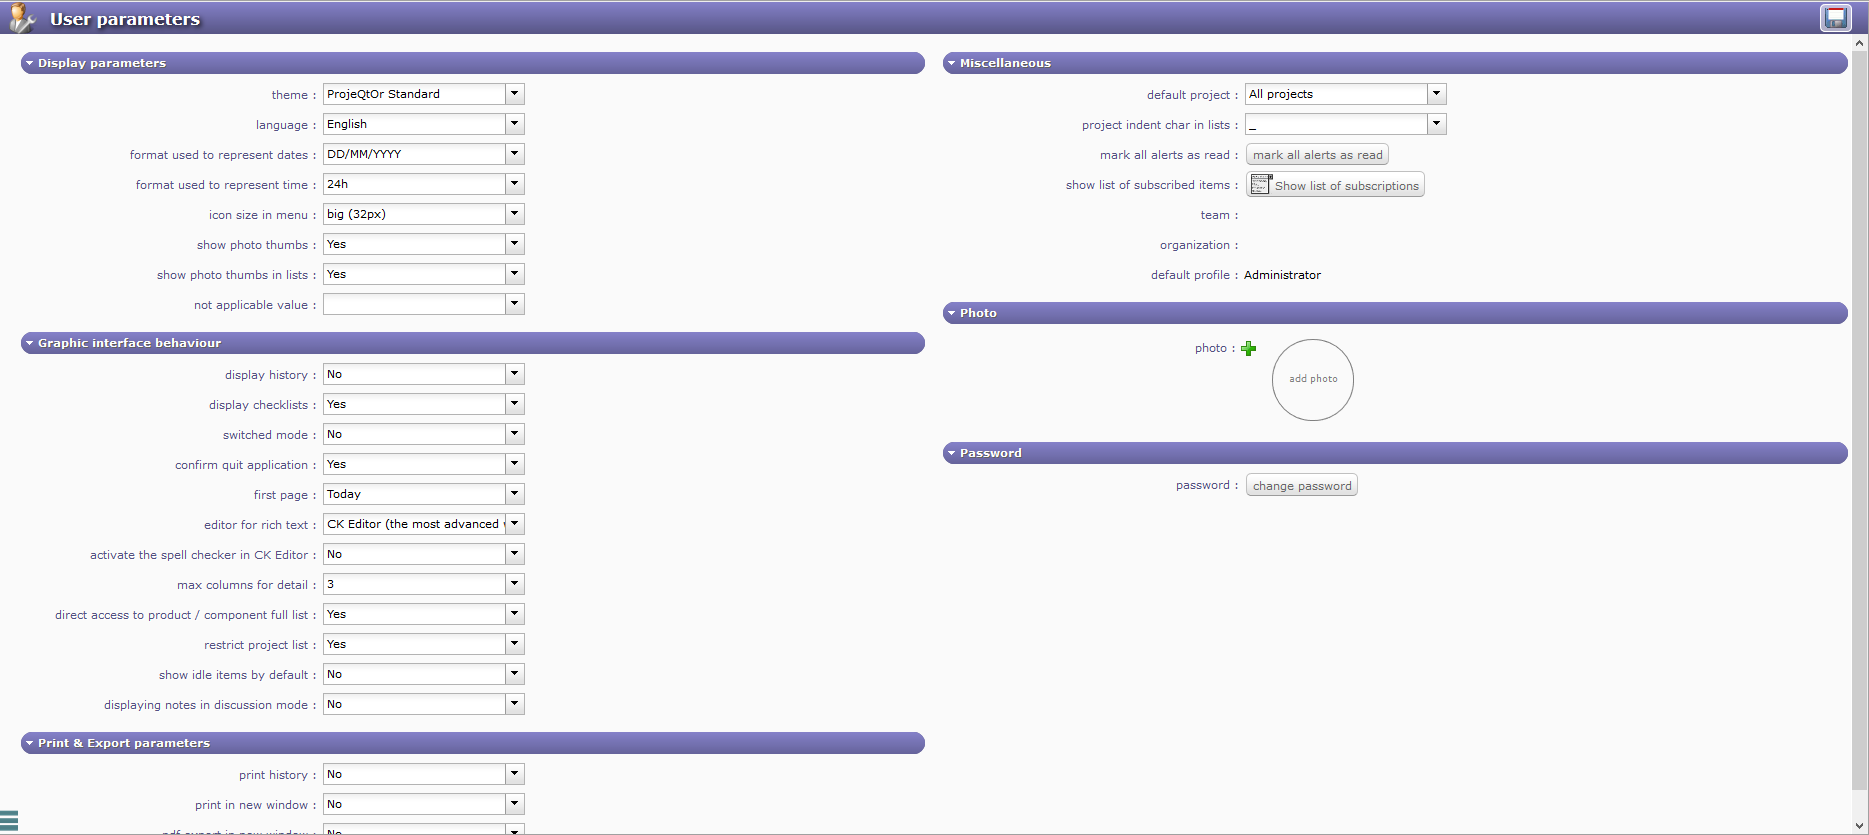 User parameters
Display parameters
theme : ProjeQtOr Standard
language : English
format used to represent dates : DD/MM/YYYY
format used to represent time : 24h
icon size in menu : big (32px)
show photo thumbs : Yes
show photo thumbs in lists : Yes
not applicable value :
Graphic interface behaviour
display history : No
display checklists : Yes
switched mode : No
confirm quit application : Yes
first page : Today
editor for rich text : CK Editor (the most advanced
activate the spell checker in CK Editor : No
max columns for detail : 3
direct access to product / component full list : Yes
restrict project list : Yes
show idle items by default : No
displaying notes in discussion mode : No
Print & Export parameters
print history : No
print in new window : No
pdf export in new window : No
Miscellaneous
default project : All projects
project indent char in lists : _
mark all alerts as read : mark all alerts as read
show list of subscribed items : Show list of subscriptions
team :
organization :
default profile : Administrator
Photo
photo : add photo
Password
password : change password